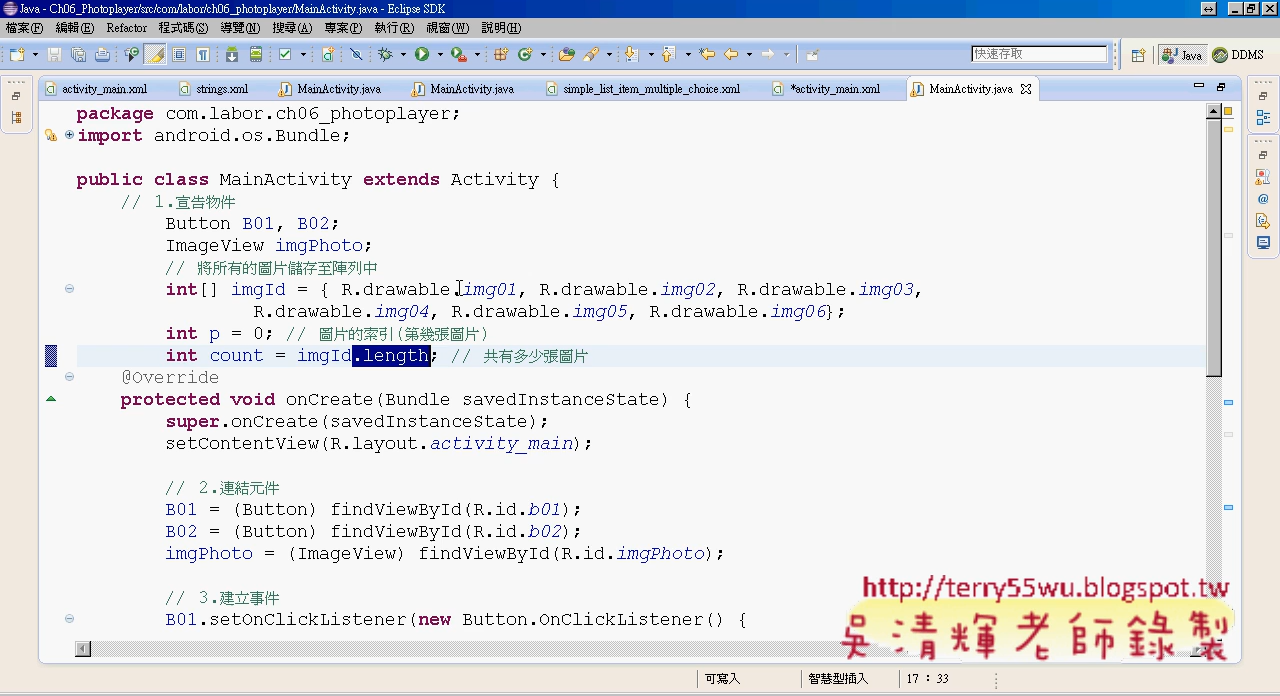 Java - Ch06_Photoplayer/src/com/labor/ch06_photoplayer/MainActivity.java - Eclipse SDK
檔案(F) 編輯(E) Refactor 程式碼(S) 導覽(N) 搜尋(A) 專案(P) 執行(R) 視窗(W) 說明(H)
快速存取 Java DDMS
activity_main.xml strings.xml MainActivity.java MainActivity.java simple_list_item_multiple_choice.xml *activity_main.xml MainActivity.java
package com.labor.ch06_photoplayer;
import android.os.Bundle;
public class MainActivity extends Activity {
// 1.宣告物件
Button B01, B02;
ImageView imgPhoto;
// 將所有的圖片儲存至陣列中
int[] imgId = { R.drawable.img01, R.drawable.img02, R.drawable.img03,
R.drawable.img04, R.drawable.img05, R.drawable.img06};
int p = 0; // 圖片的索引(第幾張圖片)
int count = imgId.length; // 共有多少張圖片
@Override
protected void onCreate(Bundle savedInstanceState) {
super.onCreate(savedInstanceState);
setContentView(R.layout.activity_main);
// 2.連結元件
B01 = (Button) findViewById(R.id.b01);
B02 = (Button) findViewById(R.id.b02);
imgPhoto = (ImageView) findViewById(R.id.imgPhoto);
// 3.建立事件
B01.setOnClickListener(new Button.OnClickListener() {
http://terry55wu.blogspot.tw
吳清輝老師錄製
可寫入 智慧型插入 17 : 33